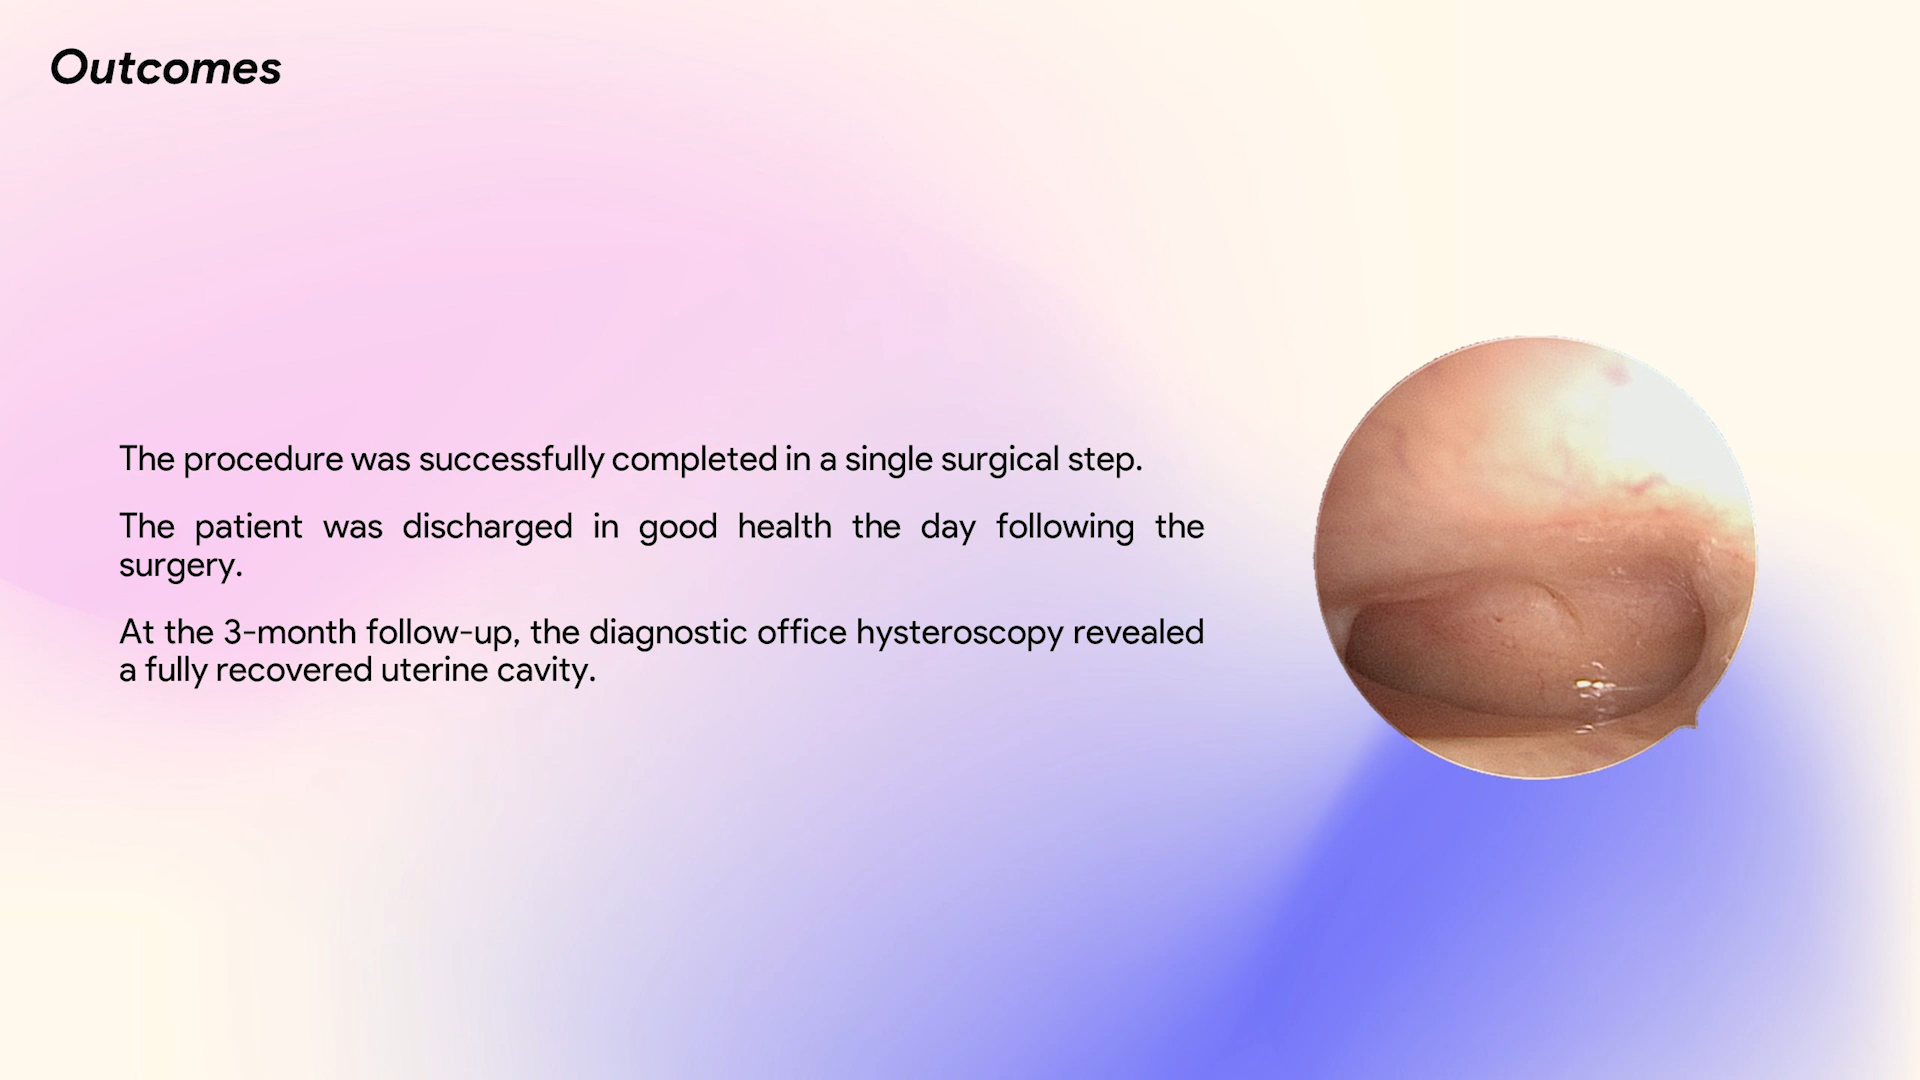 Outcomes
The procedure was successfully completed in a single surgical step.
The patient was discharged in good health the day following the
surgery.
At the 3-month follow-up, the diagnostic office hysteroscopy revealed
a fully recovered uterine cavity.